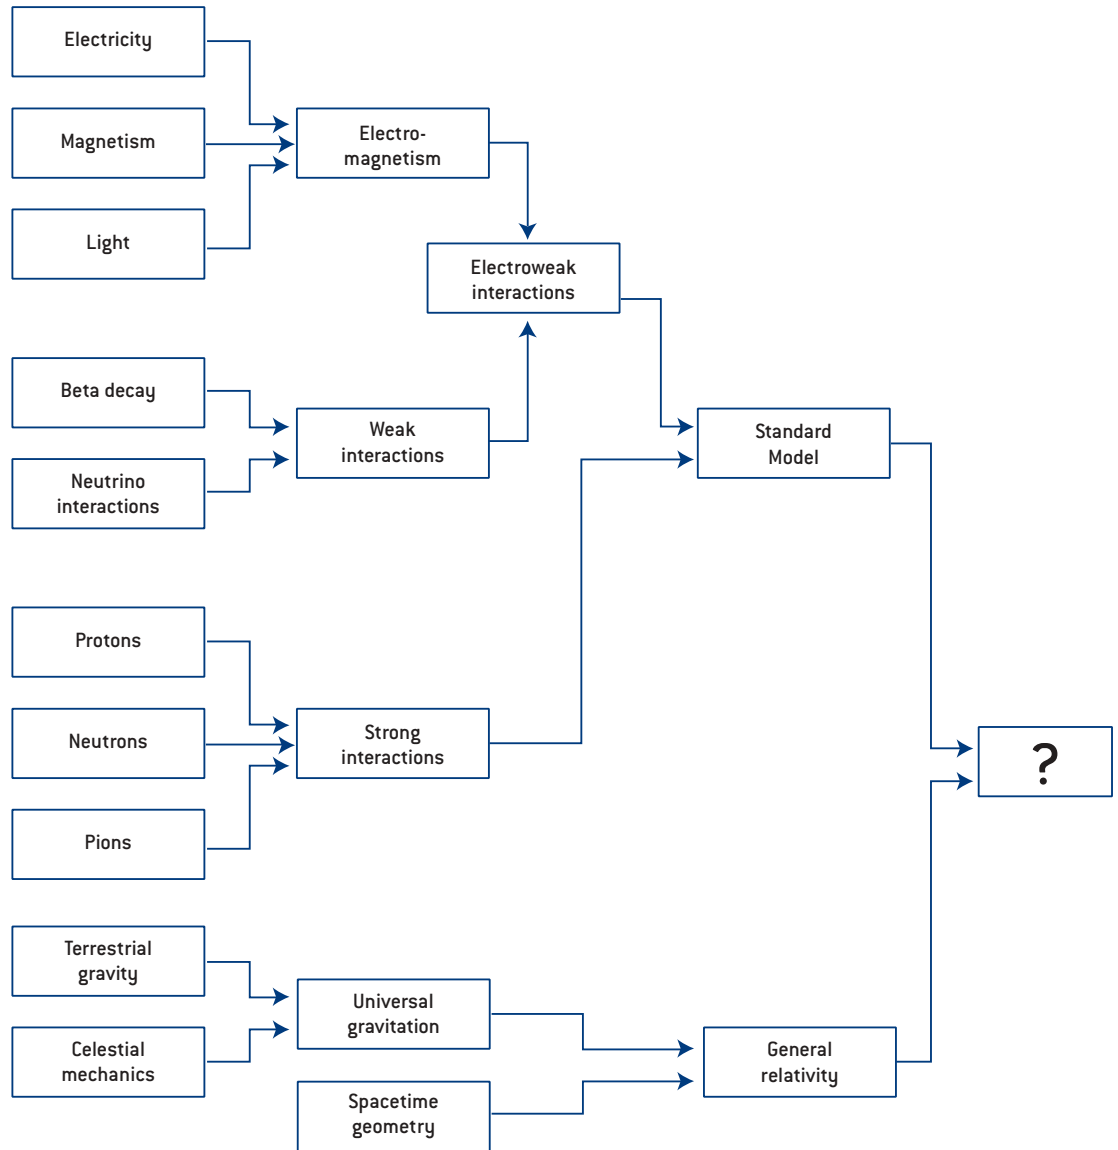 Electricity
Magnetism
Light
Electro-
magnetism
Electroweak
interactions
Beta decay
Neutrino
interactions
Weak
interactions
Standard
Model
Protons
Neutrons
Pions
Strong
interactions
?
Terrestrial
gravity
Celestial
mechanics
Universal
gravitation
Spacetime
geometry
General
relativity